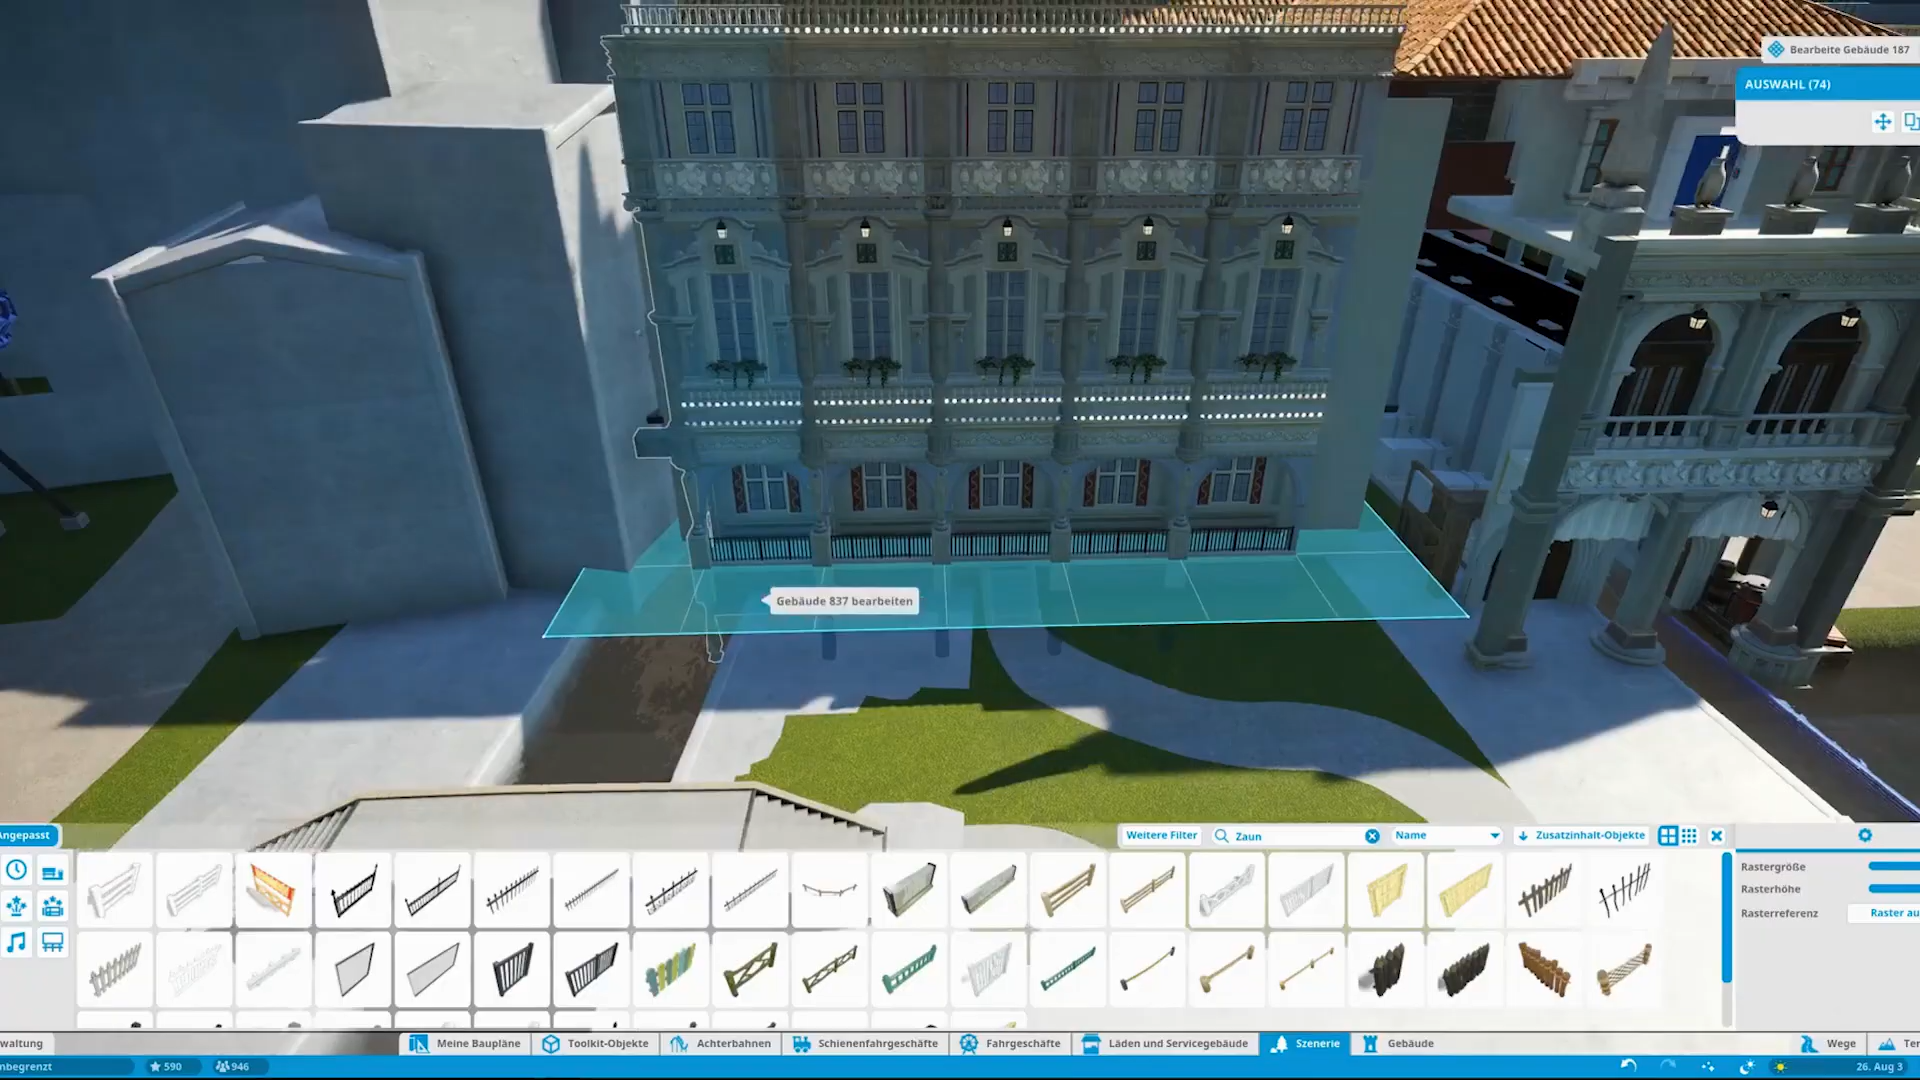 Bearbeite Gebäude 187
AUSWAHL (74)
Gebäude 837 bearbeiten
Angepasst
Weitere Filter
Zaun
Name
Zusatzinhalt-Objekte
Rastergröße
Rasterhöhe
Rasterreferenz
Raster au
waltung
Meine Baupläne
Toolkit-Objekte
Achterbahnen
Schienenfahrgeschäfte
Fahrgeschäfte
Läden und Servicegebäude
Szenerie
Gebäude
Wege
Ter
nbegrenzt
590
946
26. Aug 3